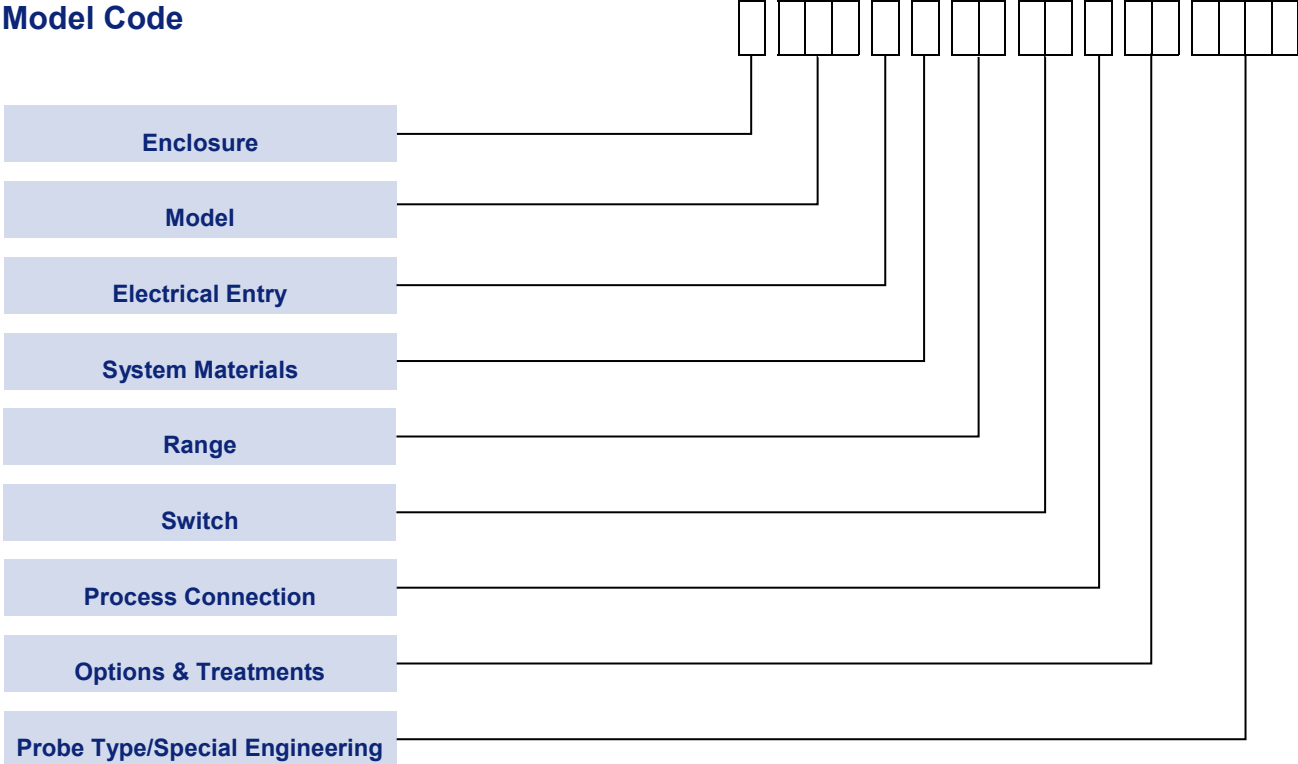 Model Code
Enclosure
Model
Electrical Entry
System Materials
Range
Switch
Process Connection
Options & Treatments
Probe Type/Special Engineering